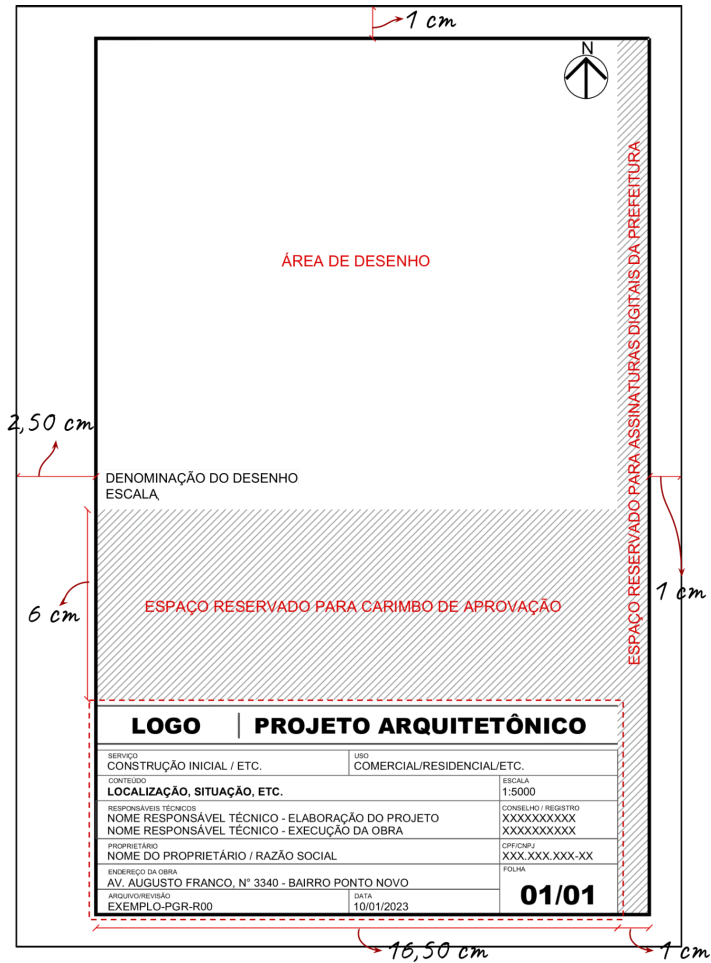 1 cm
N
ÁREA DE DESENHO
ESPAÇO RESERVADO PARA ASSINATURAS DIGITAIS DA PREFEITURA
2,50 cm
DENOMINAÇÃO DO DESENHO
ESCALA
1 cm
6 cm
ESPAÇO RESERVADO PARA CARIMBO DE APROVAÇÃO
LOGO PROJETO ARQUITETÔNICO
SERVIÇO USO
CONSTRUÇÃO INICIAL / ETC. COMERCIAL/RESIDENCIAL/ETC.
CONTEÚDO ESCALA
LOCALIZAÇÃO, SITUAÇÃO, ETC. 1:5000
RESPONSÁVEIS TÉCNICOS CONSELHO / REGISTRO
NOME RESPONSÁVEL TÉCNICO - ELABORAÇÃO DO PROJETO XXXXXXXXXX
NOME RESPONSÁVEL TÉCNICO - EXECUÇÃO DA OBRA XXXXXXXXXX
PROPRIETÁRIO CPF/CNPJ
NOME DO PROPRIETÁRIO / RAZÃO SOCIAL XXX.XXX.XXX-XX
ENDEREÇO DA OBRA FOLHA
AV. AUGUSTO FRANCO, N° 3340 - BAIRRO PONTO NOVO
ARQUIVO/REVISÃO DATA 01/01
EXEMPLO-PGR-R00 10/01/2023
16,50 cm 1 cm